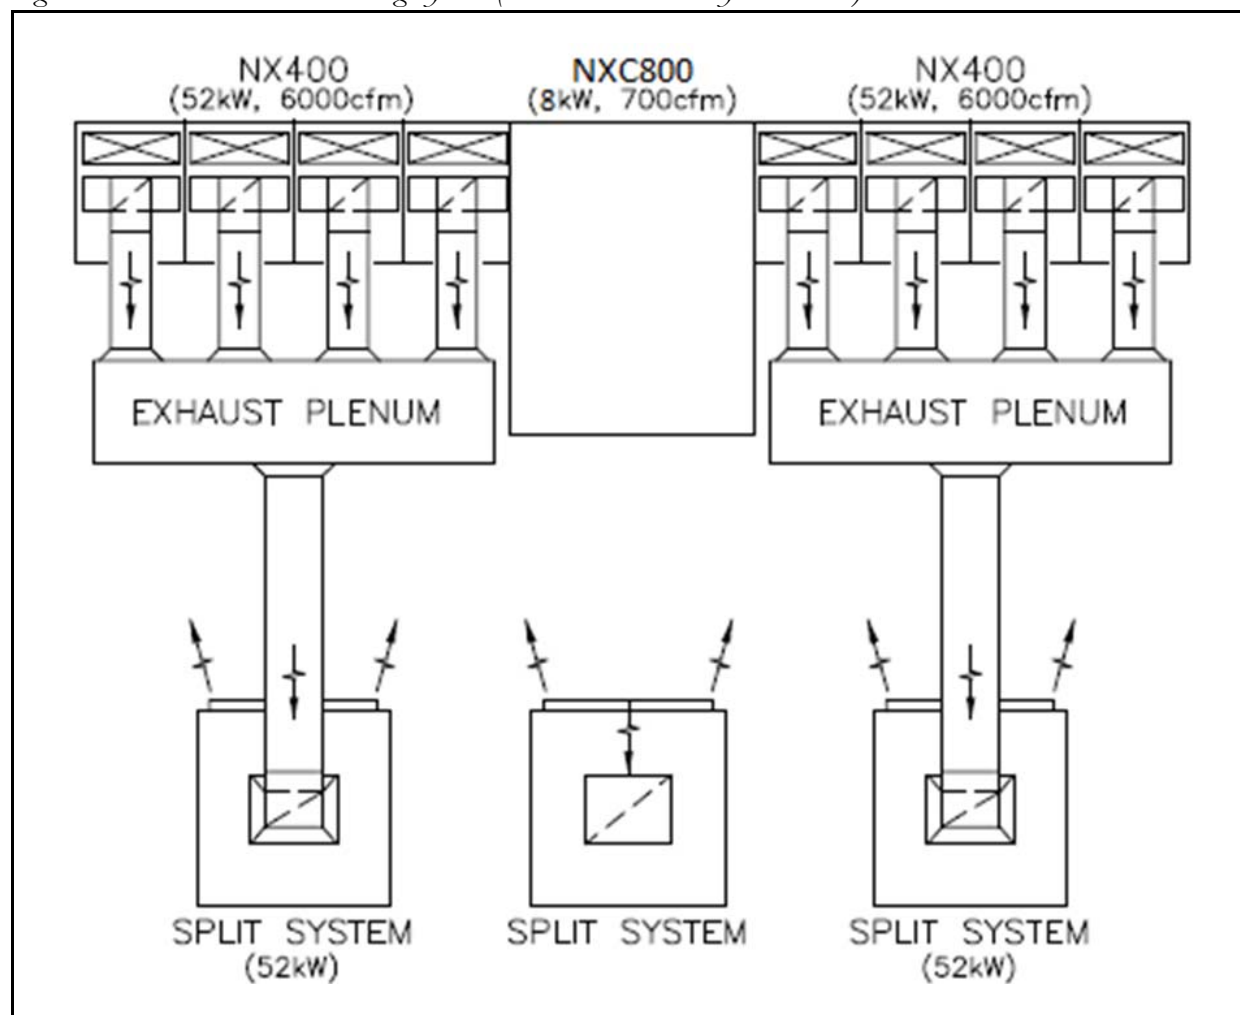 NX400
(52kW, 6000cfm)
NXC800
(8kW, 700cfm)
NX400
(52kW, 6000cfm)
EXHAUST PLENUM
EXHAUST PLENUM
SPLIT SYSTEM
(52kW)
SPLIT SYSTEM
SPLIT SYSTEM
(52kW)